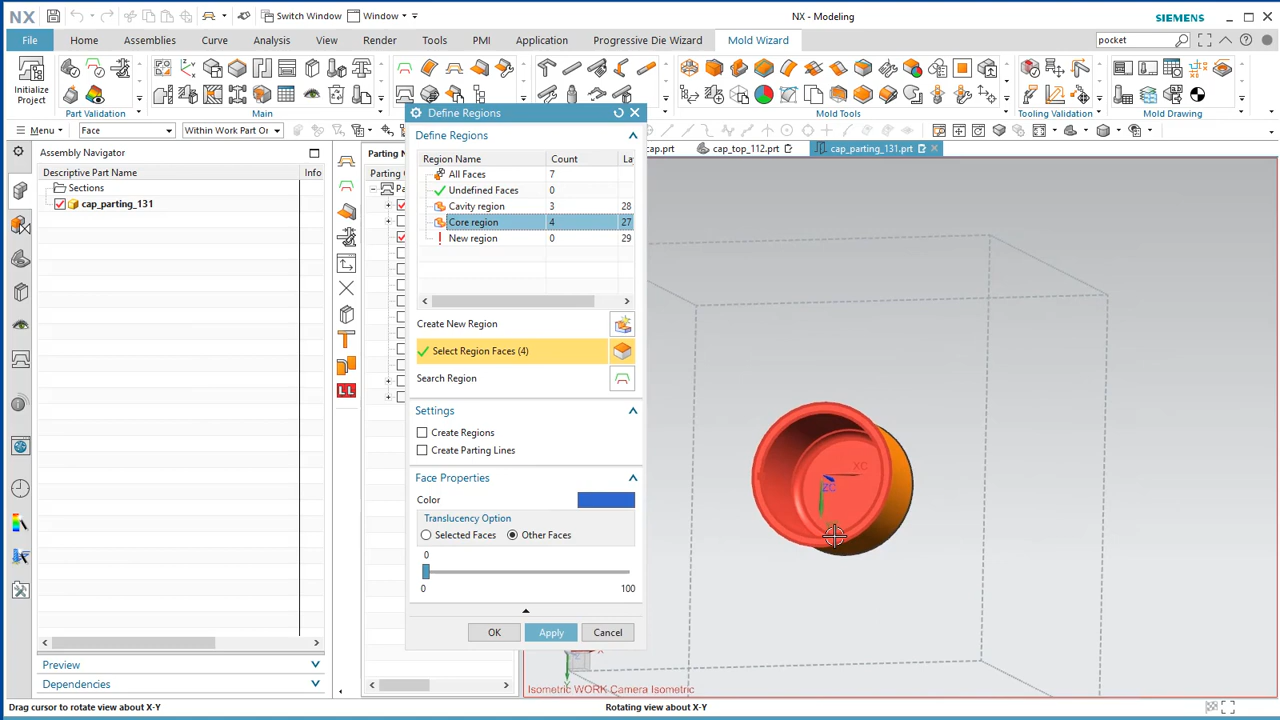 NX
Switch Window
Window
NX - Modeling
SIEMENS
File
Home
Assemblies
Curve
Analysis
View
Render
Tools
PMI
Application
Progressive Die Wizard
Mold Wizard
pocket
Initialize
Project
Part Validation
Main
Mold Tools
Tooling Validation
Mold Drawing
Menu
Face
Within Work Part Or
Assembly Navigator
Descriptive Part Name
Info
Sections
cap_parting_131
Preview
Dependencies
Parting N
Parting
Pa
cap.prt
cap_top_112.prt
cap_parting_131.prt
Define Regions
Define Regions
Region Name
Count
La
All Faces
7
Undefined Faces
0
Cavity region
3
28
Core region
4
27
New region
0
29
Create New Region
Select Region Faces (4)
Search Region
Settings
Create Regions
Create Parting Lines
Face Properties
Color
Translucency Option
Selected Faces
Other Faces
0
0
100
OK
Apply
Cancel
XC
ZC
X
Y
Isometric WORK Camera Isometric
Drag cursor to rotate view about X-Y
Rotating view about X-Y